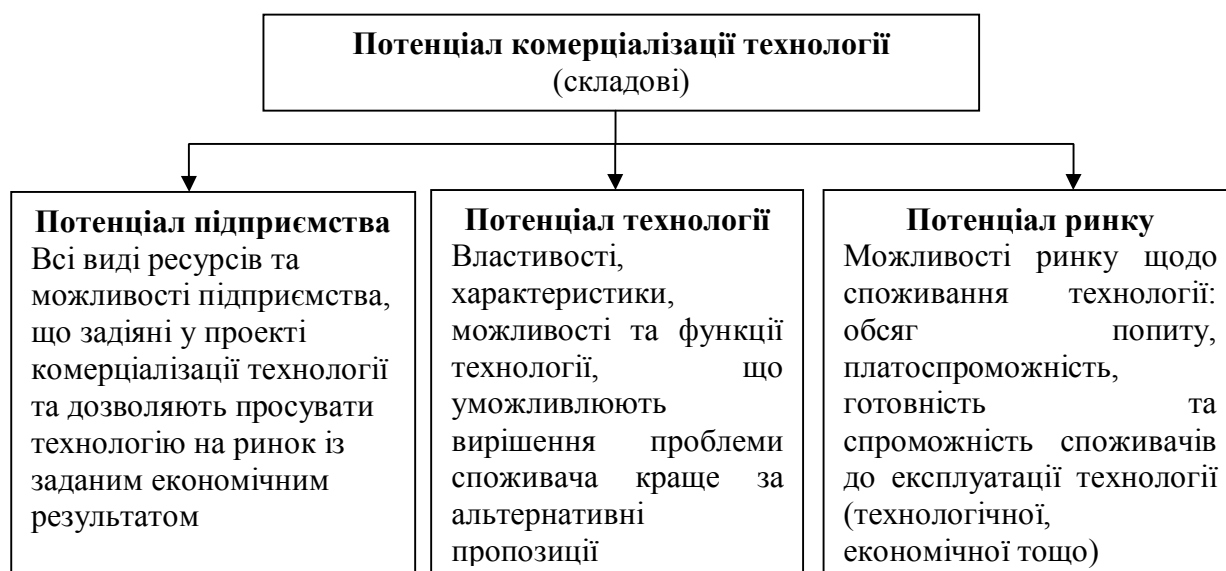 Потенціал комерціалізації технології
(складові)
Потенціал підприємства
Всі виді ресурсів та
можливості підприємства,
що задіяні у проекті
комерціалізації технології
та дозволяють просувати
технологію на ринок із
заданим економічним
результатом
Потенціал технології
Властивості,
характеристики,
можливості та функції
технології, що
уможливлюють
вирішення проблеми
споживача краще за
альтернативні
пропозиції
Потенціал ринку
Можливості ринку щодо
споживання технології:
обсяг попиту,
платоспроможність,
готовність та
спроможність споживачів
до експлуатації технології
(технологічної,
економічної тощо)